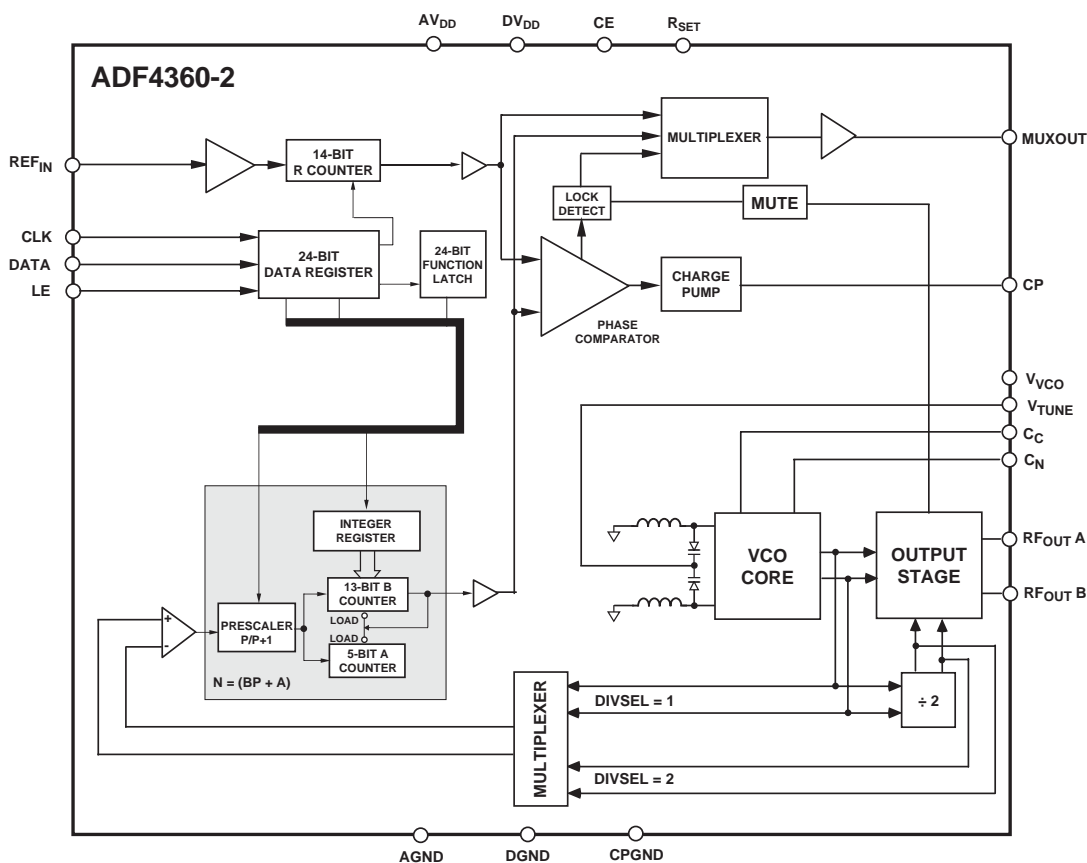 AVDD
DVDD
CE
RSET
ADF4360-2
REFIN
14-BIT
R COUNTER
MULTIPLEXER
MUXOUT
LOCK
DETECT
MUTE
CLK
DATA
LE
24-BIT
DATA REGISTER
24-BIT
FUNCTION
LATCH
CHARGE
PUMP
CP
PHASE
COMPARATOR
VVCO
VTUNE
CC
CN
INTEGER
REGISTER
13-BIT B
COUNTER
LOAD
LOAD
5-BIT A
COUNTER
+
-
PRESCALER
P/P+1
N = (BP + A)
VCO
CORE
OUTPUT
STAGE
RFOUT A
RFOUT B
MULTIPLEXER
DIVSEL = 1
÷ 2
DIVSEL = 2
AGND
DGND
CPGND